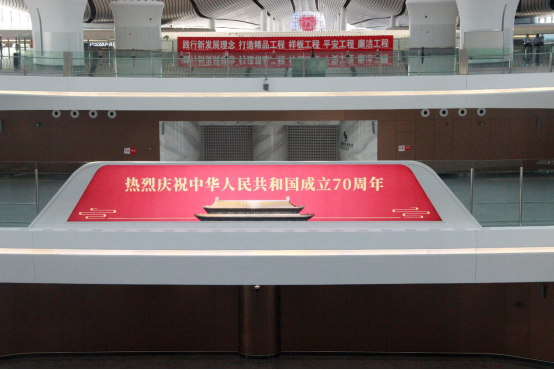 践行新发展理念 打造精品工程 样板工程 平安工程 廉洁工程
热烈庆祝中华人民共和国成立70周年